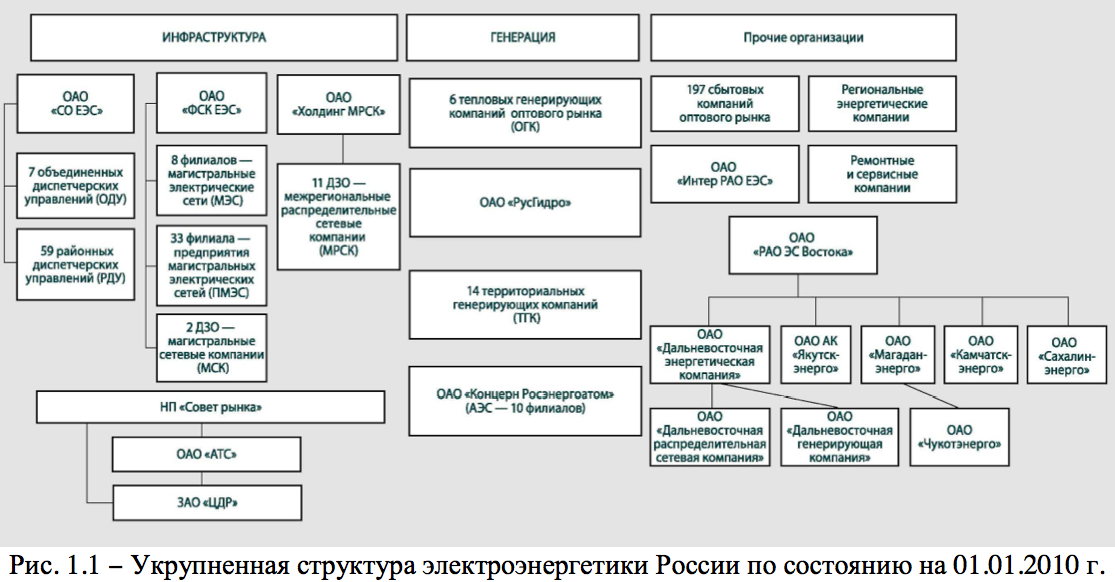 ИНФРАСТРУКТУРА
ГЕНЕРАЦИЯ
Прочие организации
ОАО
«СО ЕЭС»
7 объединенных
диспетчерских
управлений (ОДУ)
59 районных
диспетчерских
управлений (РДУ)
ОАО
«ФСК ЕЭС»
8 филиалов —
магистральные
электрические
сети (МЭС)
33 филиала —
предприятия
магистральных
электрических
сетей (ПМЭС)
2 ДЗО —
магистральные
сетевые компании
(МСК)
ОАО
«Холдинг МРСК»
11 ДЗО —
межрегиональные
распределительные
сетевые
компании
(МРСК)
НП «Совет рынка»
ОАО «АТС»
ЗАО «ЦДР»
6 тепловых генерирующих
компаний оптового рынка
(ОГК)
ОАО «РусГидро»
14 территориальных
генерирующих компаний
(ТГК)
ОАО «Концерн Росэнергоатом»
(АЭС — 10 филиалов)
197 сбытовых
компаний
оптового рынка
Региональные
энергетические
компании
ОАО
«Интер РАО ЕЭС»
Ремонтные
и сервисные
компании
ОАО
«РАО ЭС Востока»
ОАО
«Дальневосточная
энергетическая
компания»
ОАО АК
«Якутск-
энерго»
ОАО
«Магадан-
энерго»
ОАО
«Камчатск-
энерго»
ОАО
«Сахалин-
энерго»
ОАО
«Дальневосточная
распределительная
сетевая компания»
ОАО
«Дальневосточная
генерирующая
компания»
ОАО
«Чукотэнерго»
Рис. 1.1 – Укрупненная структура электроэнергетики России по состоянию на 01.01.2010 г.